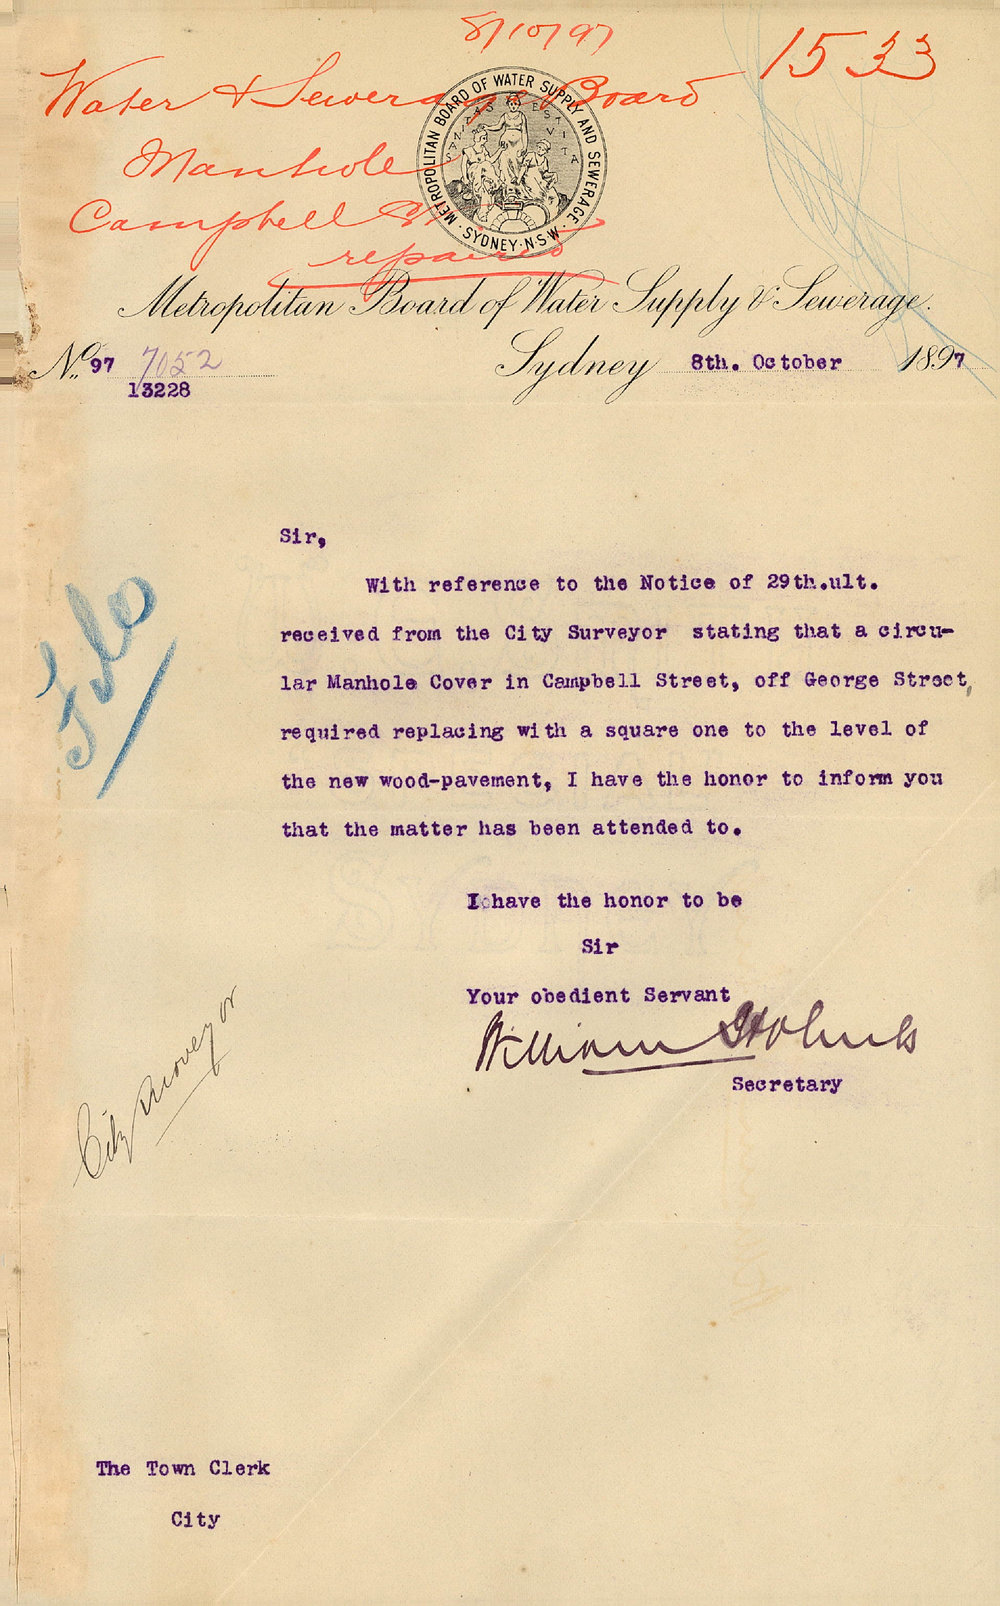 8/10/97
1533
Water & Sewerage Board
Manhole
Campbell St
repaired
METROPOLITAN BOARD OF WATER SUPPLY AND SEWERAGE
SANITAS EST VITA
· SYDNEY · N·S·W ·
Metropolitan Board of Water Supply & Sewerage.
No. 97 7052
13228
Sydney 8th. October 1897
Sir,
With reference to the Notice of 29th.ult.
received from the City Surveyor stating that a circu-
lar Manhole Cover in Campbell Street, off George Street,
required replacing with a square one to the level of
the new wood-pavement, I have the honor to inform you
that the matter has been attended to.
File
I have the honor to be
Sir
Your obedient Servant
William Holmes
Secretary
City Surveyor
The Town Clerk
City